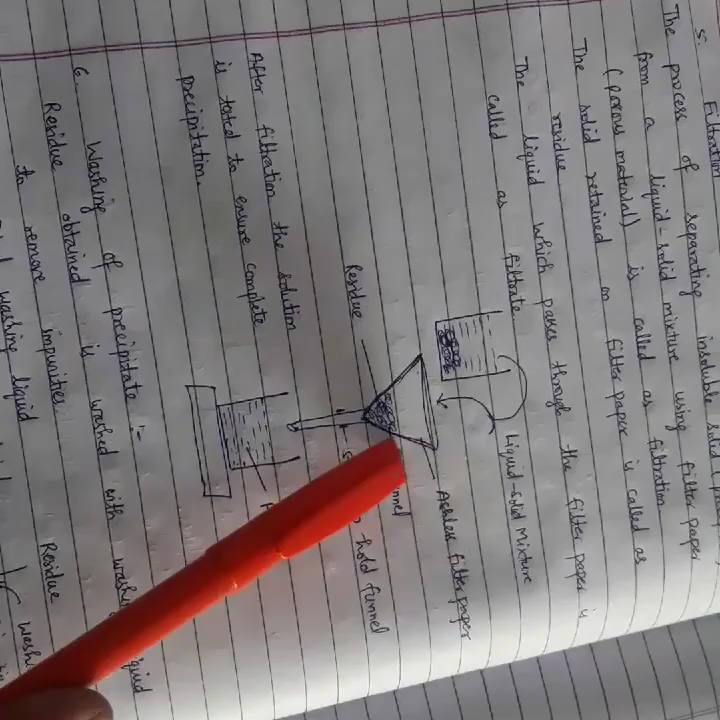 5. Filtration
The process of separating insoluble solid
from a liquid-solid mixture using filter paper
(porous material) is called as filtration
The solid retained on filter paper is called as
residue
The liquid which passes through the filter paper is
called as filtrate.
Liquid-solid mixture
Ashless filter paper
Residue
to hold funnel
After filtration the solution
is tested to ensure complete
precipitation.
6. Washing of precipitate :-
Residue obtained is washed with washing liquid
to remove impurities
washing liquid
Residue